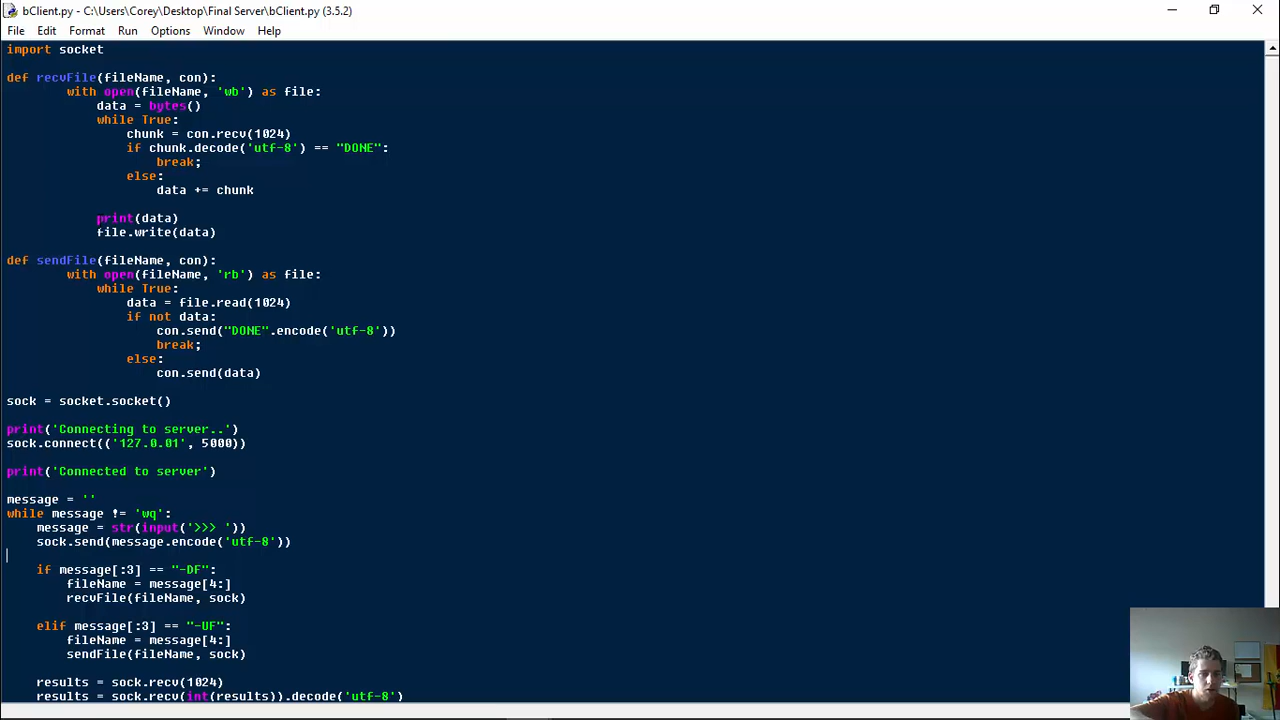 bClient.py - C:\Users\Corey\Desktop\Final Server\bClient.py (3.5.2)
File Edit Format Run Options Window Help
import socket
def recvFile(fileName, con):
with open(fileName, 'wb') as file:
data = bytes()
while True:
chunk = con.recv(1024)
if chunk.decode('utf-8') == "DONE":
break;
else:
data += chunk
print(data)
file.write(data)
def sendFile(fileName, con):
with open(fileName, 'rb') as file:
while True:
data = file.read(1024)
if not data:
con.send("DONE".encode('utf-8'))
break;
else:
con.send(data)
sock = socket.socket()
print('Connecting to server..')
sock.connect(('127.0.01', 5000))
print('Connected to server')
message = ''
while message != 'wq':
message = str(input('>>> '))
sock.send(message.encode('utf-8'))
if message[:3] == "-DF":
fileName = message[4:]
recvFile(fileName, sock)
elif message[:3] == "-UF":
fileName = message[4:]
sendFile(fileName, sock)
results = sock.recv(1024)
results = sock.recv(int(results)).decode('utf-8')